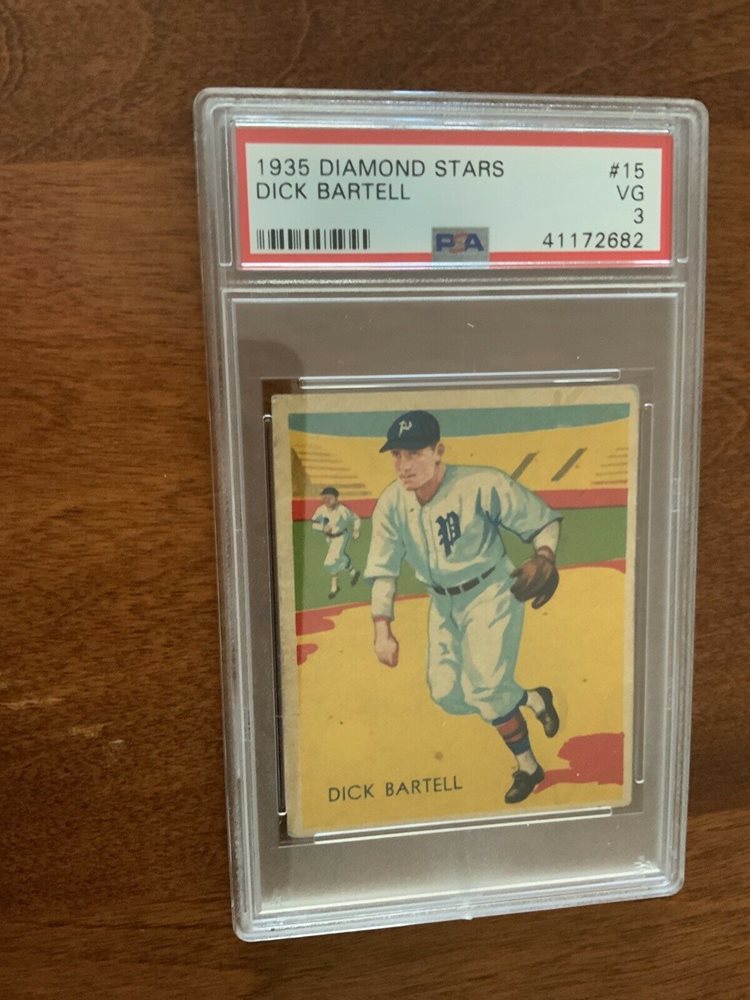 1935 DIAMOND STARS #15
DICK BARTELL VG
3
PSA 41172682
P
P
DICK BARTELL